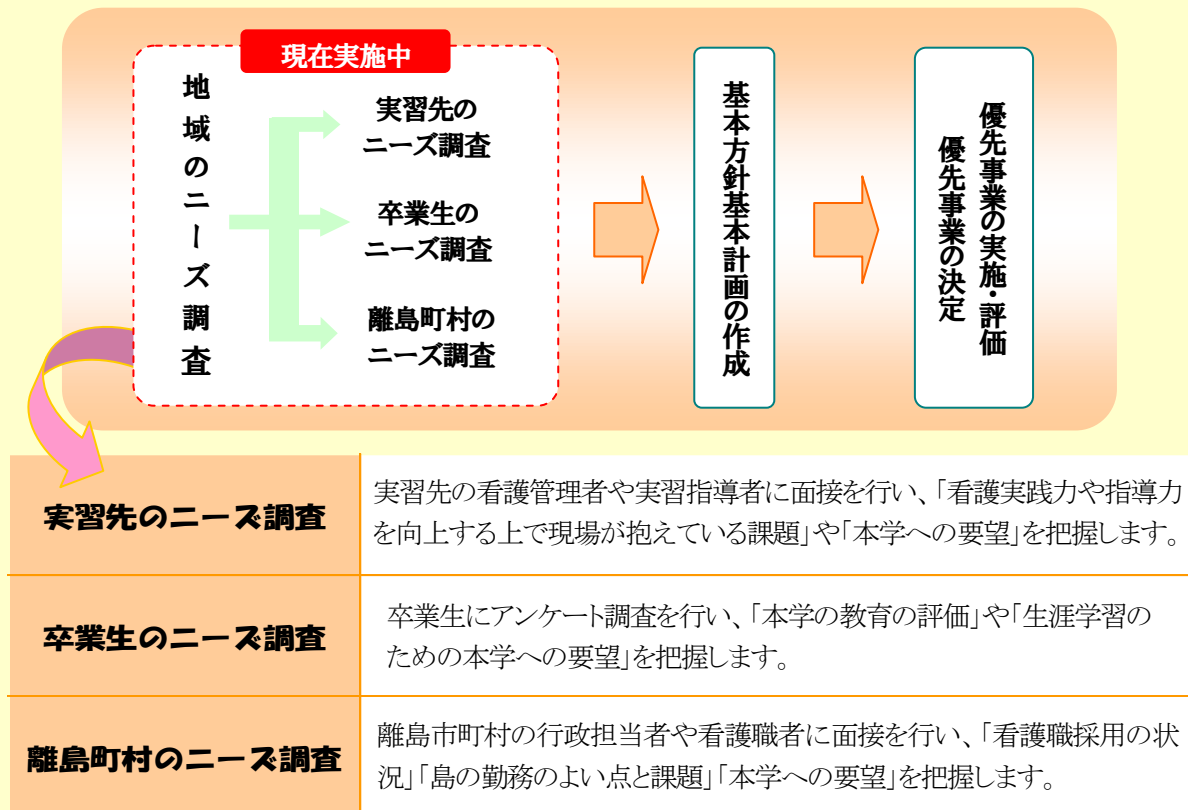 現在実施中
地域のニーズ調査
実習先の
ニーズ調査
卒業生の
ニーズ調査
離島町村の
ニーズ調査
基本方針基本計画の作成
優先事業の実施・評価
優先事業の決定
実習先のニーズ調査
実習先の看護管理者や実習指導者に面接を行い、「看護実践力や指導力
を向上する上で現場が抱えている課題」や「本学への要望」を把握します。
卒業生のニーズ調査
卒業生にアンケート調査を行い、「本学の教育の評価」や「生涯学習の
ための本学への要望」を把握します。
離島町村のニーズ調査
離島市町村の行政担当者や看護職者に面接を行い、「看護職採用の状
況」「島の勤務のよい点と課題」「本学への要望」を把握します。